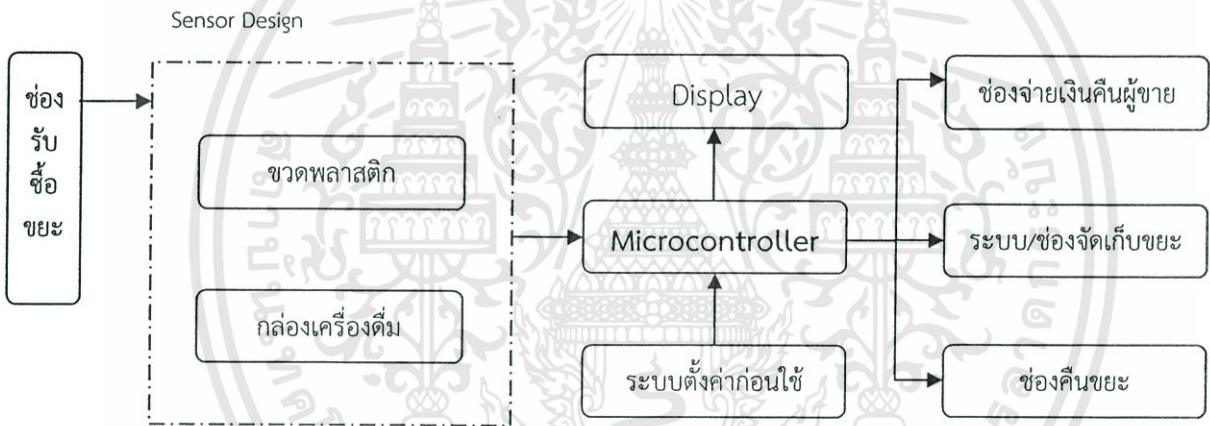 Sensor Design
ช่อง
รับ
ซื้อ
ขยะ
ขวดพลาสติก
กล่องเครื่องดื่ม
Display
Microcontroller
ระบบตั้งค่าก่อนใช้
ช่องจ่ายเงินคืนผู้ขาย
ระบบ/ช่องจัดเก็บขยะ
ช่องคืนขยะ